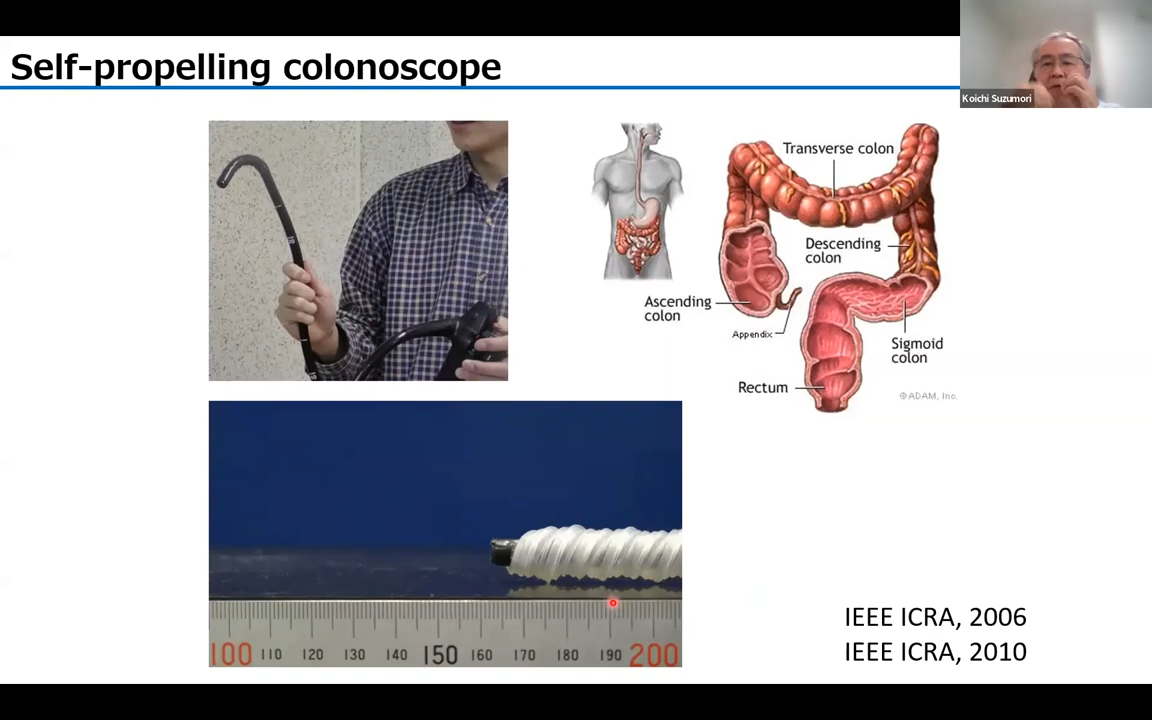 Self-propelling colonoscope
Koichi Suzumori
Transverse colon
Descending
colon
Ascending
colon
Appendix
Sigmoid
colon
Rectum
©ADAM, Inc.
100 110 120 130 140 150 160 170 180 190 200
IEEE ICRA, 2006
IEEE ICRA, 2010